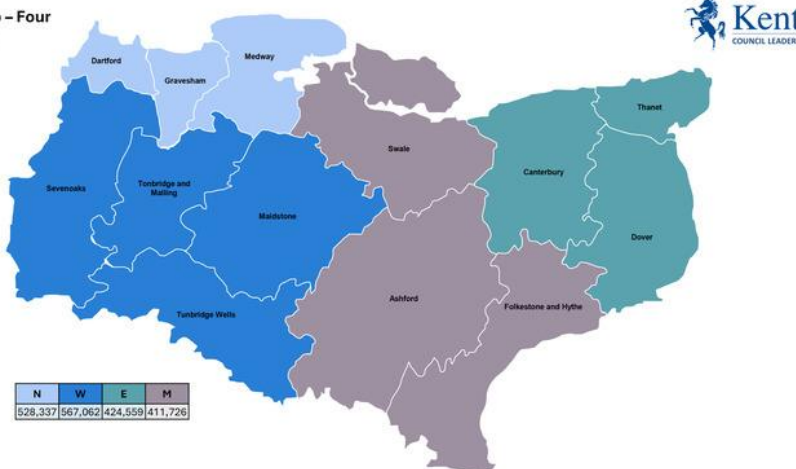 – Four
Kent
COUNCIL LEADER
Dartford
Gravesham
Medway
Swale
Thanet
Canterbury
Sevenoaks
Tonbridge and
Malling
Maidstone
Dover
Ashford
Folkestone and Hythe
Tunbridge Wells
N W E M
528,337 567,062 424,559 411,726